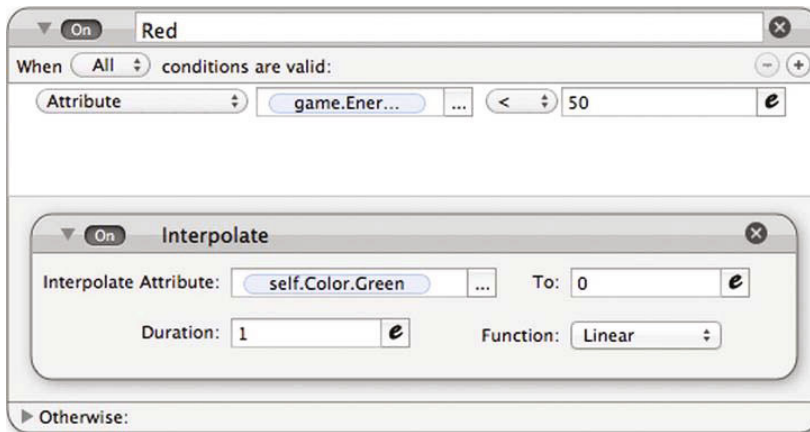 On Red
When All conditions are valid:
Attribute game.Ener... ... < 50 e
On Interpolate
Interpolate Attribute: self.Color.Green ... To: 0 e
Duration: 1 e Function: Linear
Otherwise: